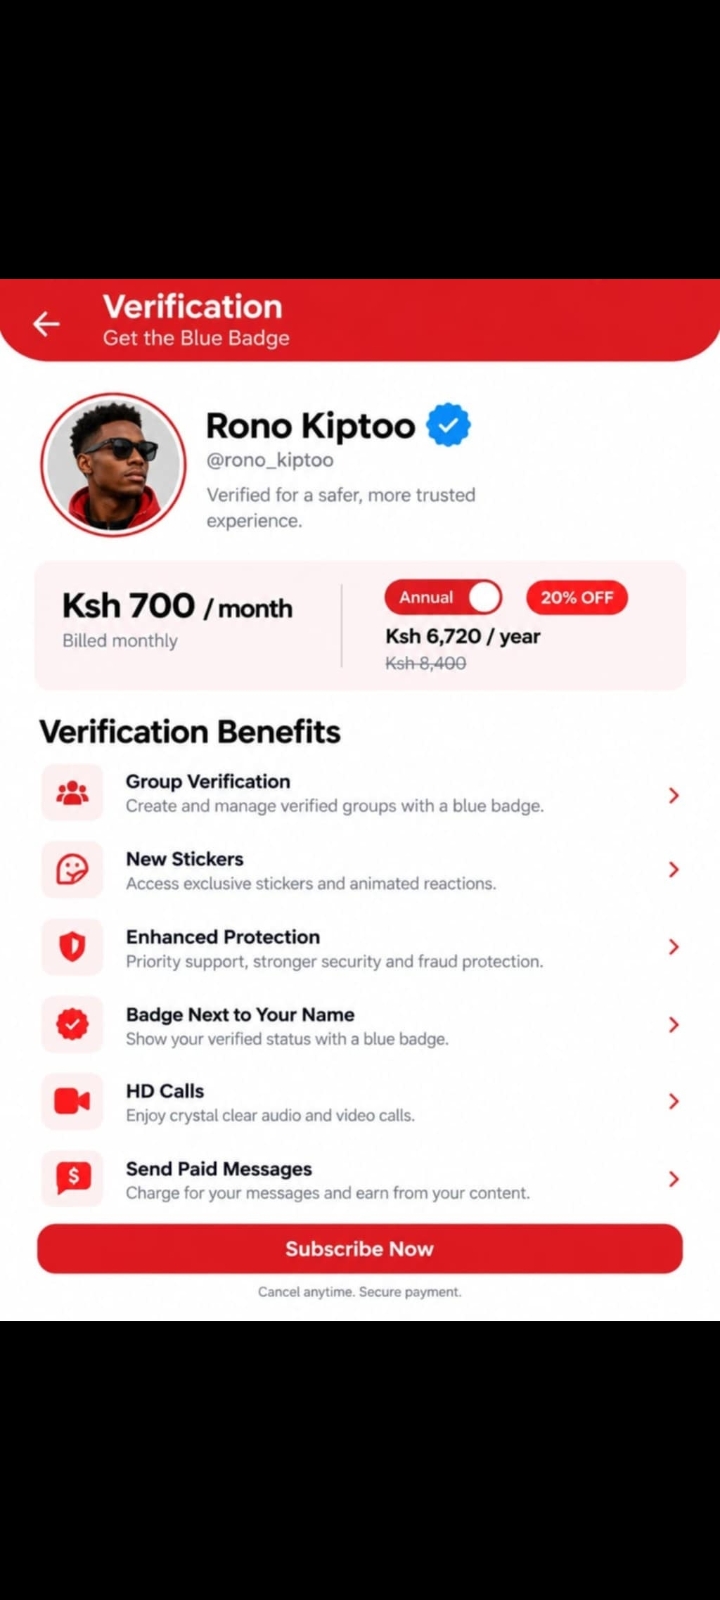 Verification
Get the Blue Badge
Rono Kiptoo
@rono_kiptoo
Verified for a safer, more trusted
experience.
Ksh 700 / month
Billed monthly
Annual
20% OFF
Ksh 6,720 / year
Ksh 8,400
Verification Benefits
Group Verification
Create and manage verified groups with a blue badge.
New Stickers
Access exclusive stickers and animated reactions.
Enhanced Protection
Priority support, stronger security and fraud protection.
Badge Next to Your Name
Show your verified status with a blue badge.
HD Calls
Enjoy crystal clear audio and video calls.
$
Send Paid Messages
Charge for your messages and earn from your content.
Subscribe Now
Cancel anytime. Secure payment.